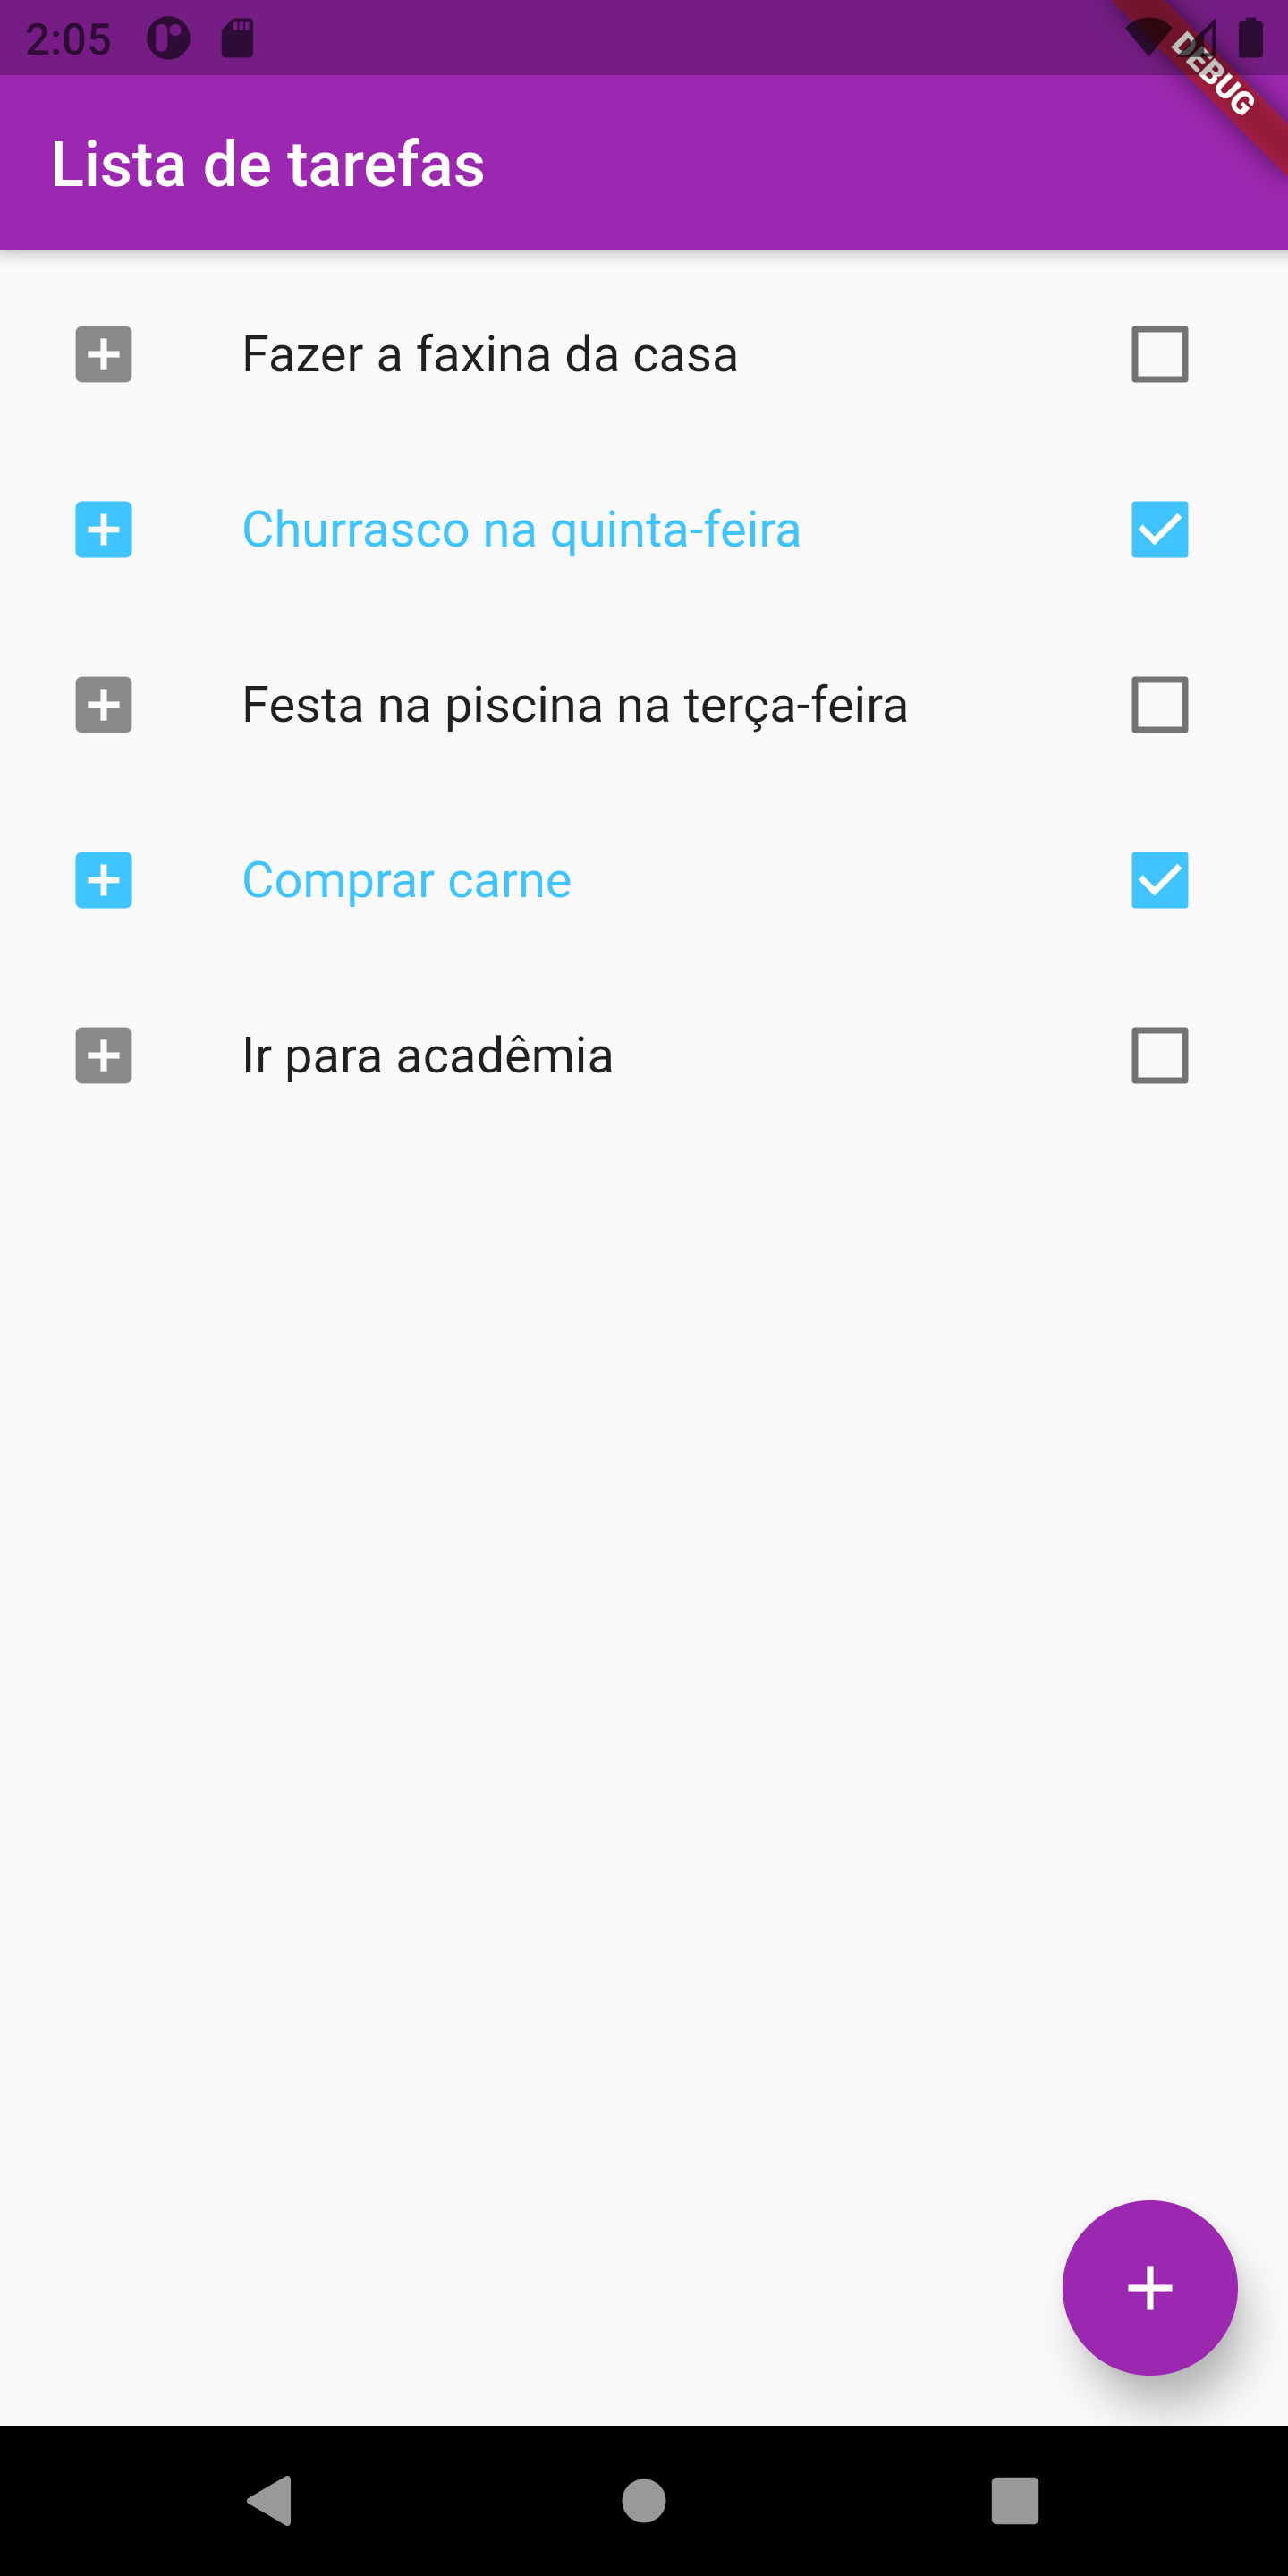 2:05
DEBUG
Lista de tarefas
Fazer a faxina da casa
Churrasco na quinta-feira
Festa na piscina na terça-feira
Comprar carne
Ir para acadêmia